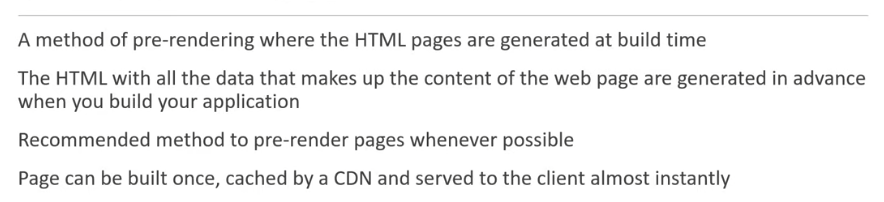 A method of pre-rendering where the HTML pages are generated at build time
The HTML with all the data that makes up the content of the web page are generated in advance
when you build your application
Recommended method to pre-render pages whenever possible
Page can be built once, cached by a CDN and served to the client almost instantly